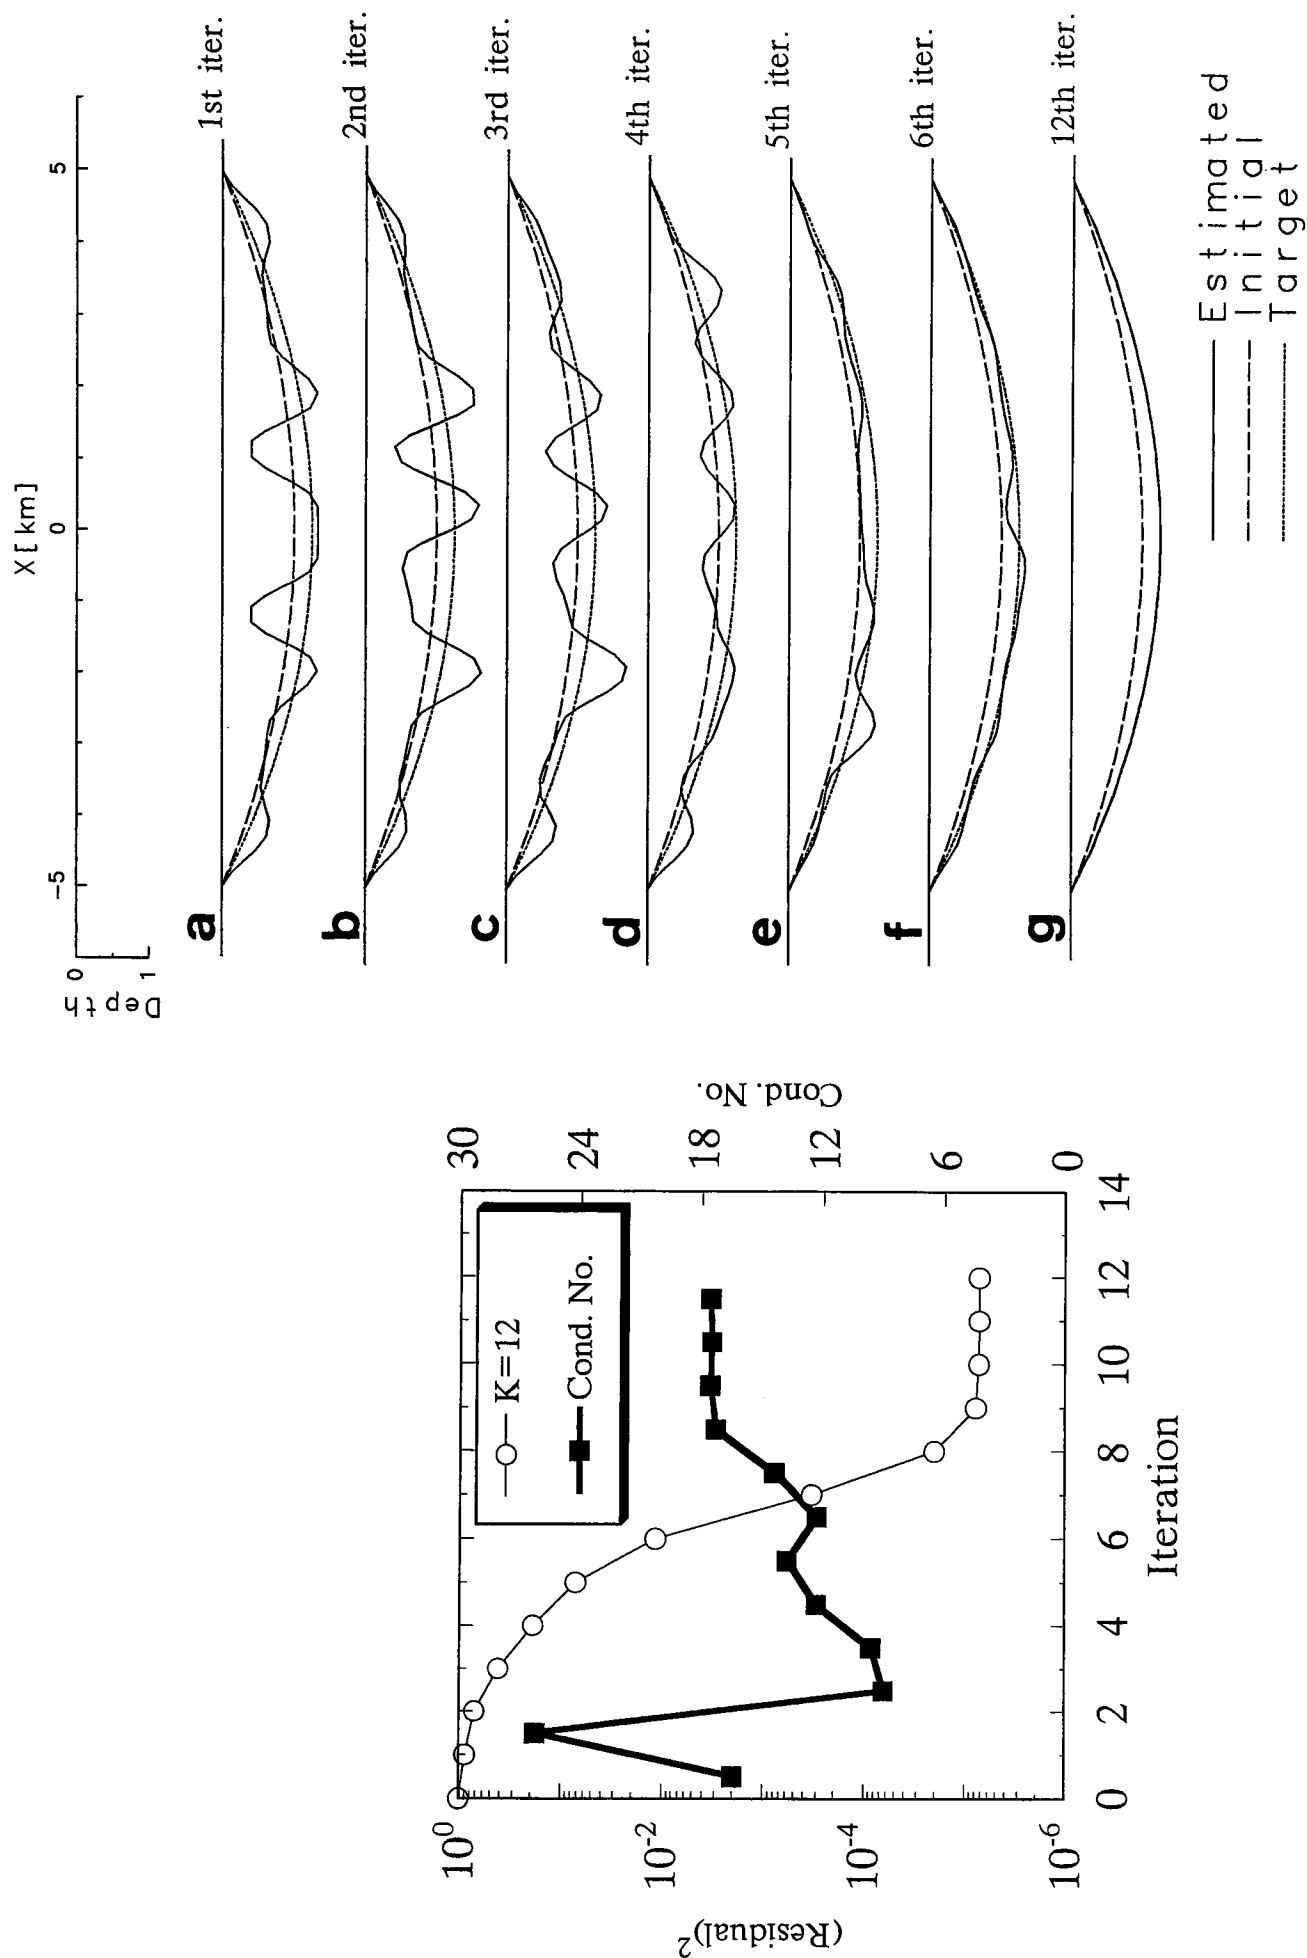 (Residual)²
10⁰
10⁻²
10⁻⁴
10⁻⁶
K=12
Cond. No.
30
24
18
12
6
0
Cond. No.
0 2 4 6 8 10 12 14
Iteration
X[km]
-5 0 5
Depth
0
1
a 1st iter.
b 2nd iter.
c 3rd iter.
d 4th iter.
e 5th iter.
f 6th iter.
g 12th iter.
Estimated
Initial
Target